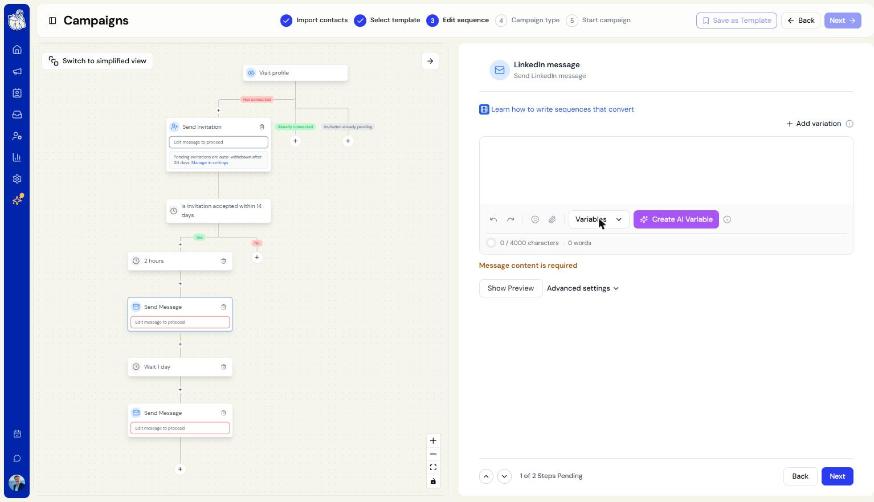 Campaigns
Import contacts
Select template
3 Edit sequence
4 Campaign type
5 Start campaign
Save as Template
Back
Next
Switch to simplified view
Visit profile
Not connected
Already connected
Invitation already pending
Send Invitation
Edit message to proceed
Pending invitations are auto-withdrawn after
30 days. Manage in settings
Is invitation accepted within 14
days
Yes
No
2 hours
Send Message
Edit message to proceed
Wait 1 day
Send Message
Edit message to proceed
LinkedIn message
Send LinkedIn message
Learn how to write sequences that convert
Add variation
Variables
Create AI Variable
0 / 4000 characters · 0 words
Message content is required
Show Preview
Advanced settings
1 of 2 Steps Pending
Back
Next